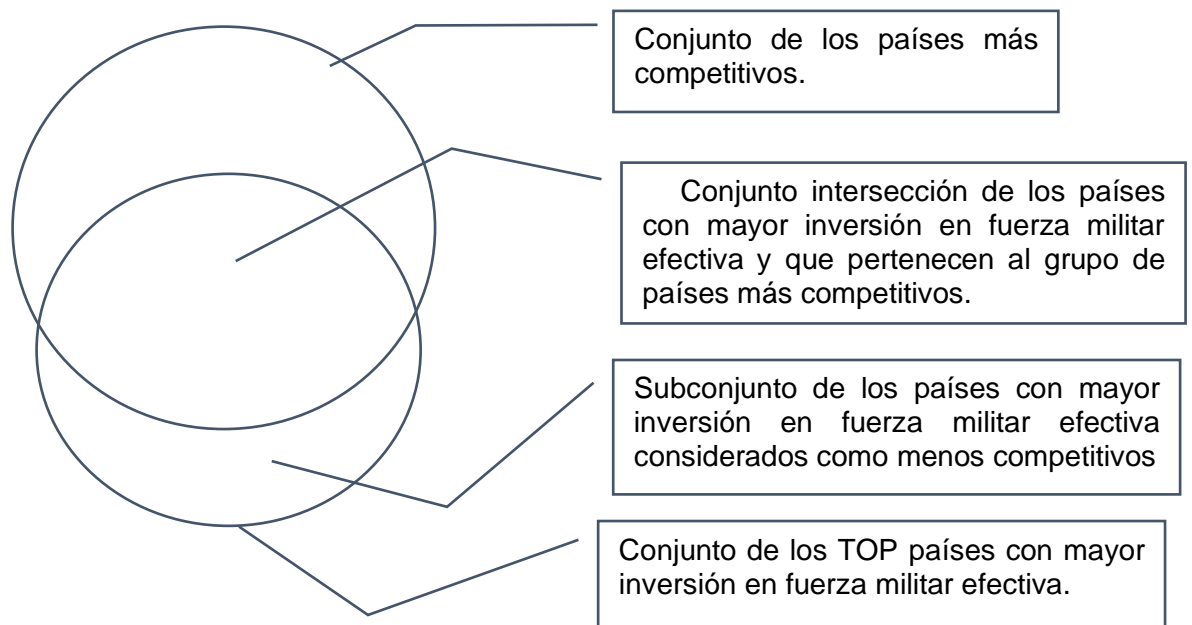 Conjunto de los países más
competitivos.
Conjunto intersección de los países
con mayor inversión en fuerza militar
efectiva y que pertenecen al grupo de
países más competitivos.
Subconjunto de los países con mayor
inversión en fuerza militar efectiva
considerados como menos competitivos
Conjunto de los TOP países con mayor
inversión en fuerza militar efectiva.